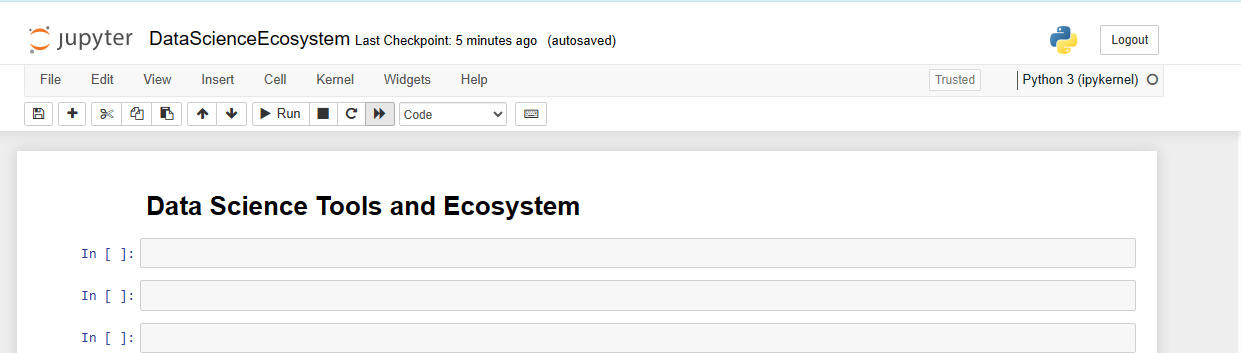 jupyter DataScienceEcosystem Last Checkpoint: 5 minutes ago (autosaved) Logout
File Edit View Insert Cell Kernel Widgets Help Trusted Python 3 (ipykernel)
Run Code
Data Science Tools and Ecosystem
In [ ]:
In [ ]:
In [ ]: